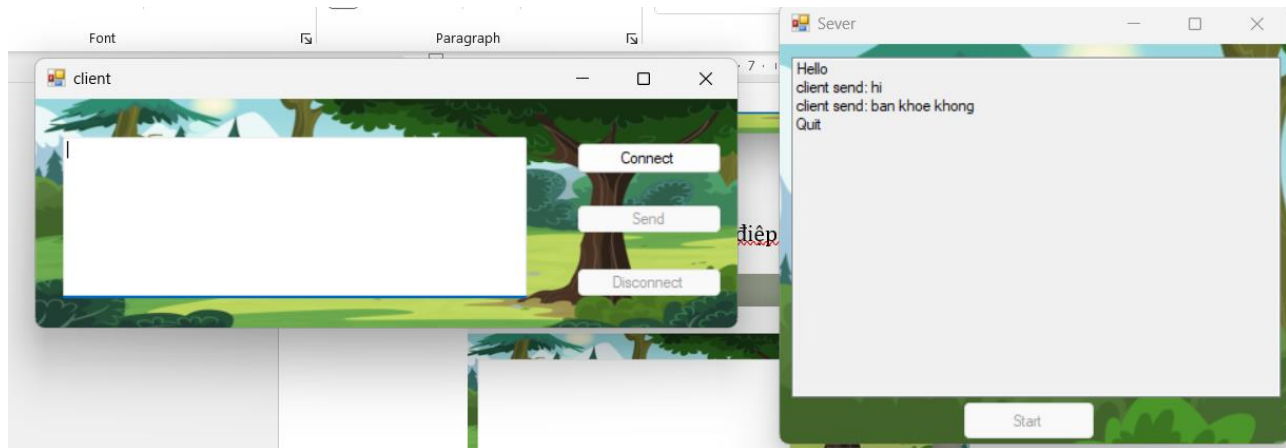 Font
Paragraph
Sever
client
7
Hello
client send: hi
client send: ban khoe khong
Quit
Connect
Send
điệp
Disconnect
Start